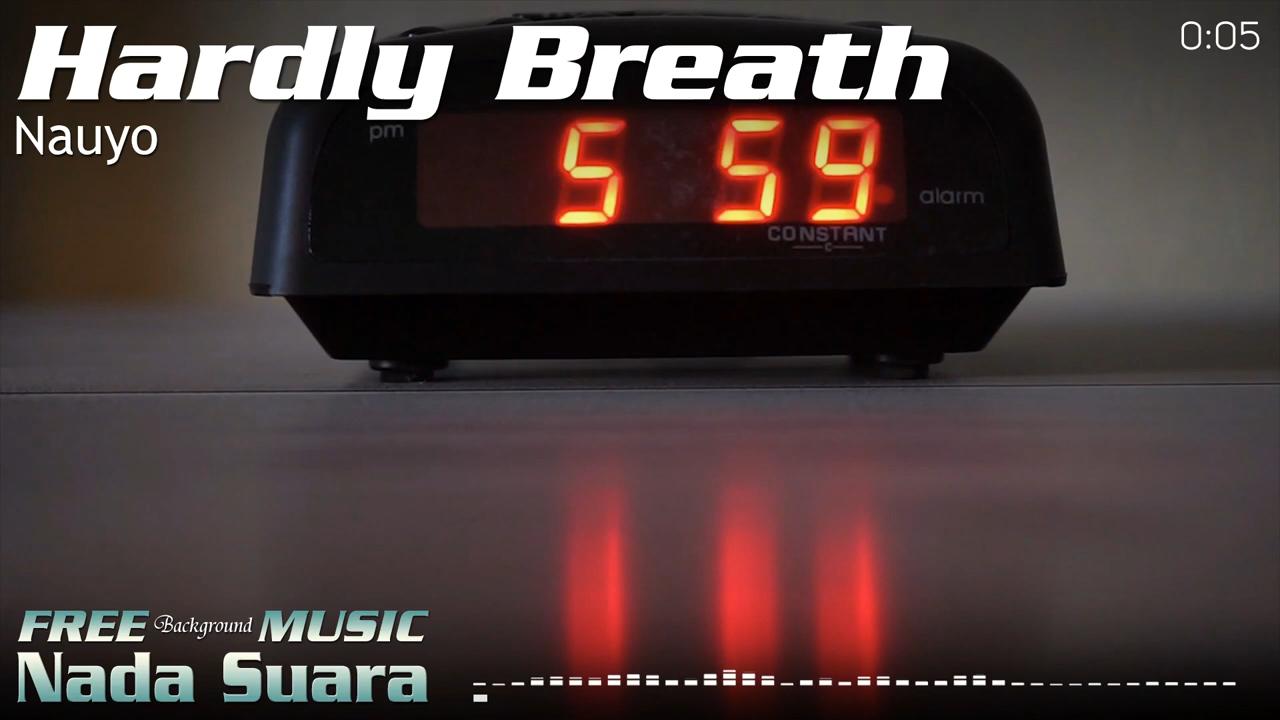 Hardly Breath
0:05
Nauyo
pm
5 59
alarm
CONSTANT
C
FREE Background MUSIC
Nada Suara